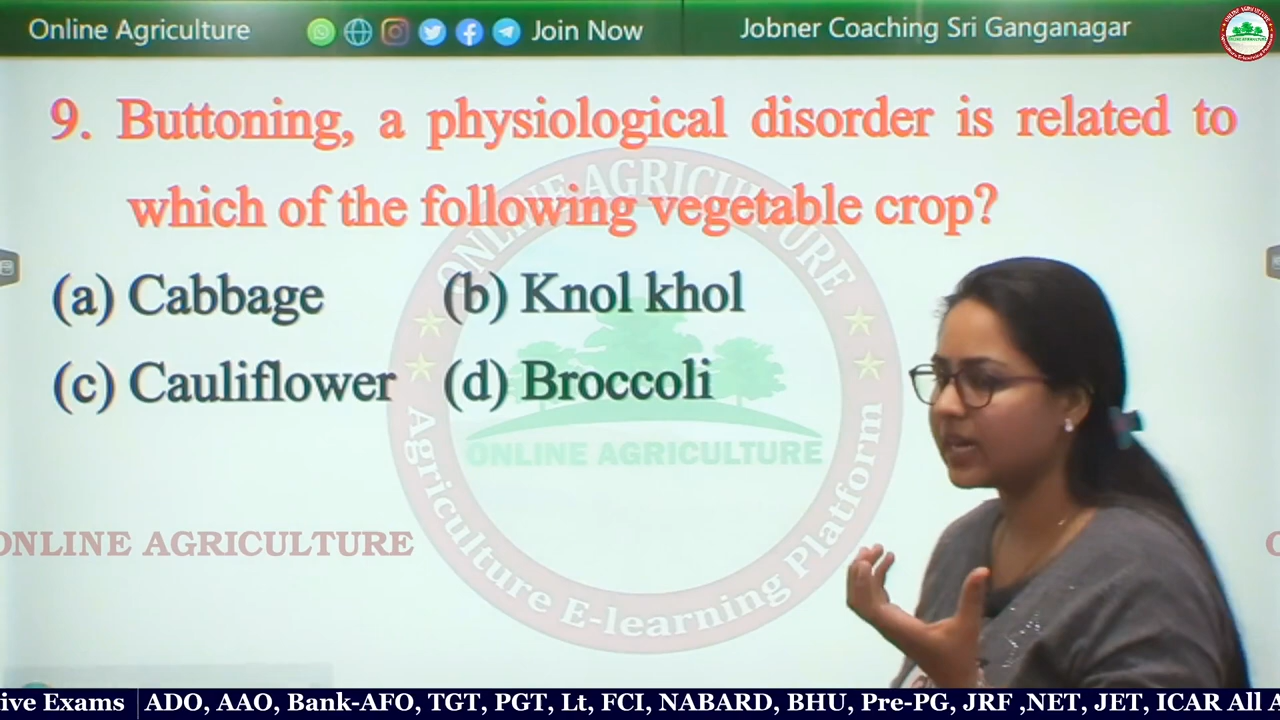 Online Agriculture Join Now Jobner Coaching Sri Ganganagar
9. Buttoning, a physiological disorder is related to
which of the following vegetable crop?
(a) Cabbage (b) Knol khol
(c) Cauliflower (d) Broccoli
ONLINE AGRICULTURE
ONLINE AGRICULTURE
Agriculture E-learning Platform
ONLINE AGRICULTURE
ive Exams ADO, AAO, Bank-AFO, TGT, PGT, Lt, FCI, NABARD, BHU, Pre-PG, JRF ,NET, JET, ICAR All A